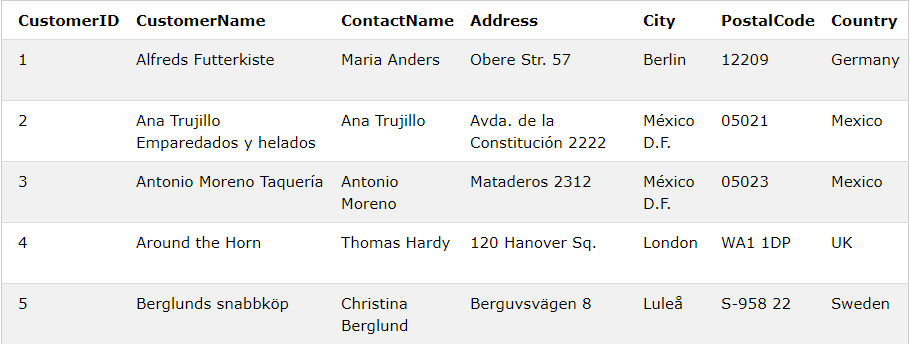 CustomerID CustomerName ContactName Address City PostalCode Country
1 Alfreds Futterkiste Maria Anders Obere Str. 57 Berlin 12209 Germany
2 Ana Trujillo Ana Trujillo Avda. de la México 05021 Mexico
Emparedados y helados Constitución 2222 D.F.
3 Antonio Moreno Taquería Antonio Mataderos 2312 México 05023 Mexico
Moreno D.F.
4 Around the Horn Thomas Hardy 120 Hanover Sq. London WA1 1DP UK
5 Berglunds snabbköp Christina Berguvsvägen 8 Luleå S-958 22 Sweden
Berglund